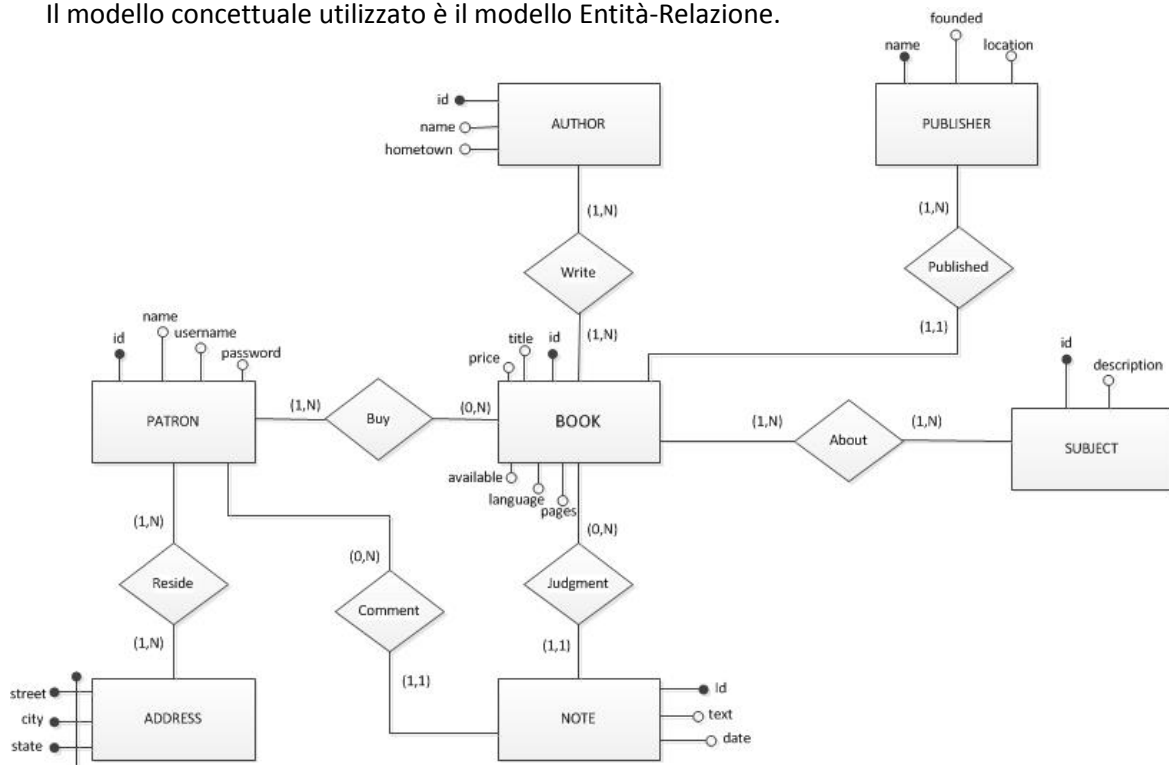 Il modello concettuale utilizzato è il modello Entità-Relazione.
founded
name
location
id
name
hometown
AUTHOR
PUBLISHER
(1,N)
(1,N)
Write
Published
(1,N)
(1,1)
id
name
username
password
price
title
id
id
description
PATRON
(1,N)
Buy
(0,N)
BOOK
(1,N)
About
(1,N)
SUBJECT
available
language
pages
(1,N)
(0,N)
(0,N)
Reside
Comment
Judgment
(1,N)
(1,1)
(1,1)
street
city
state
ADDRESS
NOTE
Id
text
date